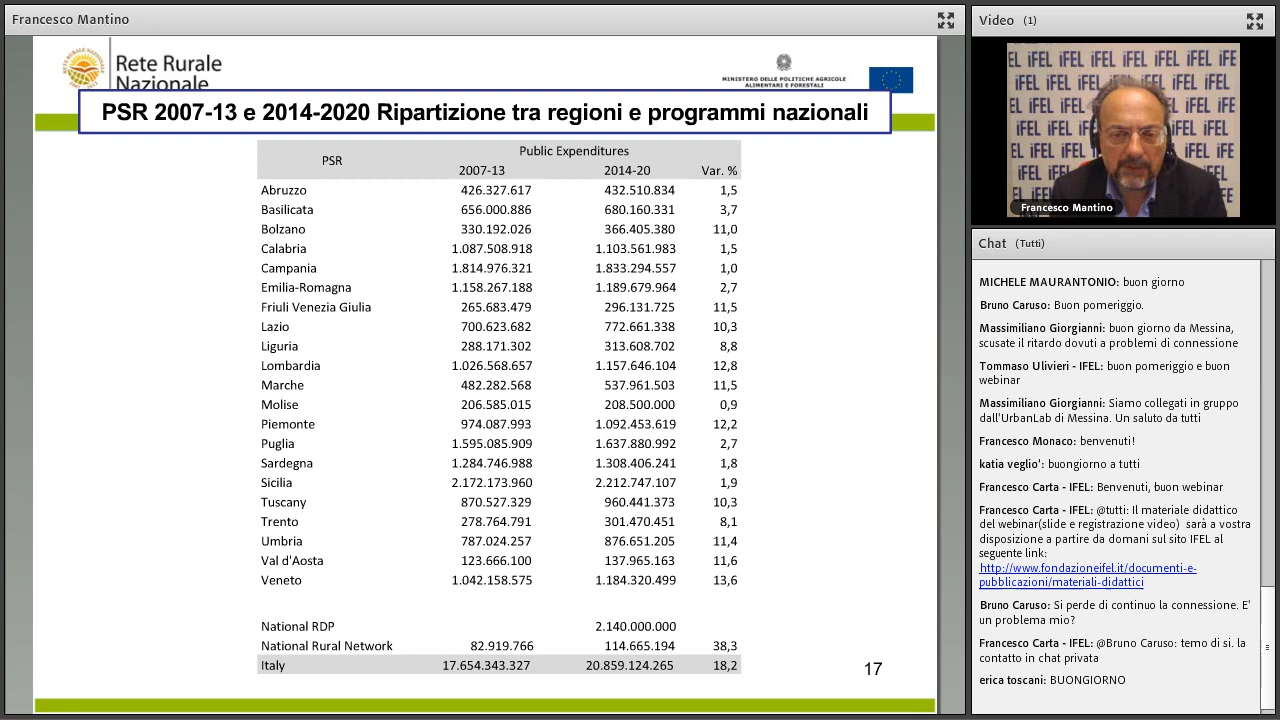 Francesco Mantino
Rete Rurale
Nazionale
MINISTERO DELLE POLITICHE AGRICOLE
ALIMENTARI E FORESTALI
PSR 2007-13 e 2014-2020 Ripartizione tra regioni e programmi nazionali
PSR Public Expenditures
2007-13 2014-20 Var. %
Abruzzo 426.327.617 432.510.834 1,5
Basilicata 656.000.886 680.160.331 3,7
Bolzano 330.192.026 366.405.380 11,0
Calabria 1.087.508.918 1.103.561.983 1,5
Campania 1.814.976.321 1.833.294.557 1,0
Emilia-Romagna 1.158.267.188 1.189.679.964 2,7
Friuli Venezia Giulia 265.683.479 296.131.725 11,5
Lazio 700.623.682 772.661.338 10,3
Liguria 288.171.302 313.608.702 8,8
Lombardia 1.026.568.657 1.157.646.104 12,8
Marche 482.282.568 537.961.503 11,5
Molise 206.585.015 208.500.000 0,9
Piemonte 974.087.993 1.092.453.619 12,2
Puglia 1.595.085.909 1.637.880.992 2,7
Sardegna 1.284.746.988 1.308.406.241 1,8
Sicilia 2.172.173.960 2.212.747.107 1,9
Tuscany 870.527.329 960.441.373 10,3
Trento 278.764.791 301.470.451 8,1
Umbria 787.024.257 876.651.205 11,4
Val d'Aosta 123.666.100 137.965.163 11,6
Veneto 1.042.158.575 1.184.320.499 13,6
National RDP 2.140.000.000
National Rural Network 82.919.766 114.665.194 38,3
Italy 17.654.343.327 20.859.124.265 18,2
17
Video (1)
iFEL iFEL iFEL iFEL
Francesco Mantino
Chat (Tutti)
MICHELE MAURANTONIO: buon giorno
Bruno Caruso: Buon pomeriggio.
Massimiliano Giorgianni: buon giorno da Messina,
scusate il ritardo dovuti a problemi di connessione
Tommaso Ulivieri - IFEL: buon pomeriggio e buon
webinar
Massimiliano Giorgianni: Siamo collegati in gruppo
dall'UrbanLab di Messina. Un saluto da tutti
Francesco Monaco: benvenuti!
katia veglio': buongiorno a tutti
Francesco Carta - IFEL: Benvenuti, buon webinar
Francesco Carta - IFEL: @tutti: Il materiale didattico
del webinar(slide e registrazione video) sarà a vostra
disposizione a partire da domani sul sito IFEL al
seguente link:
http://www.fondazioneifel.it/documenti-e-
pubblicazioni/materiali-didattici
Bruno Caruso: Si perde di continuo la connessione. E'
un problema mio?
Francesco Carta - IFEL: @Bruno Caruso: temo di si. la
contatto in chat privata
erica toscani: BUONGIORNO